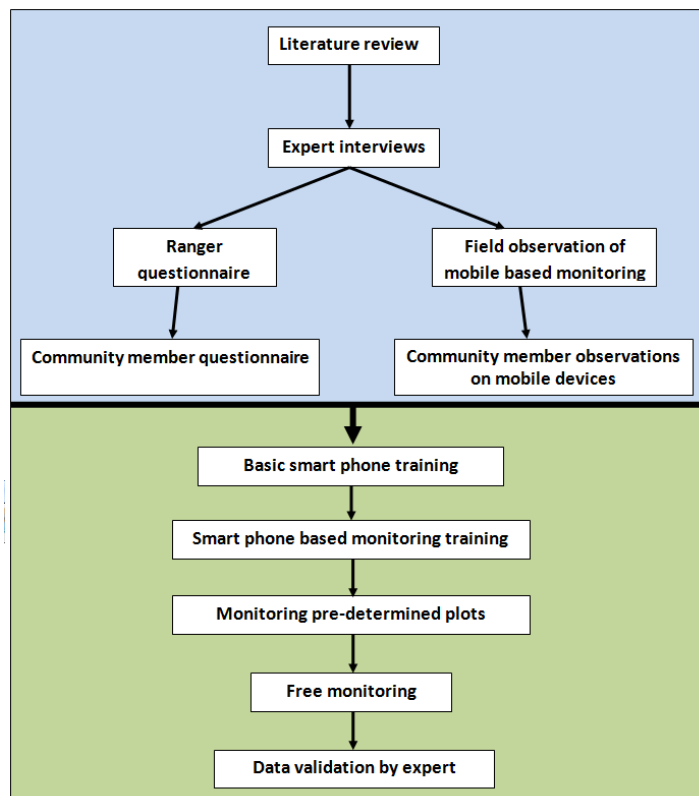 Literature review
Expert interviews
Ranger
questionnaire
Field observation of
mobile based monitoring
Community member questionnaire
Community member observations
on mobile devices
Basic smart phone training
Smart phone based monitoring training
Monitoring pre-determined plots
Free monitoring
Data validation by expert